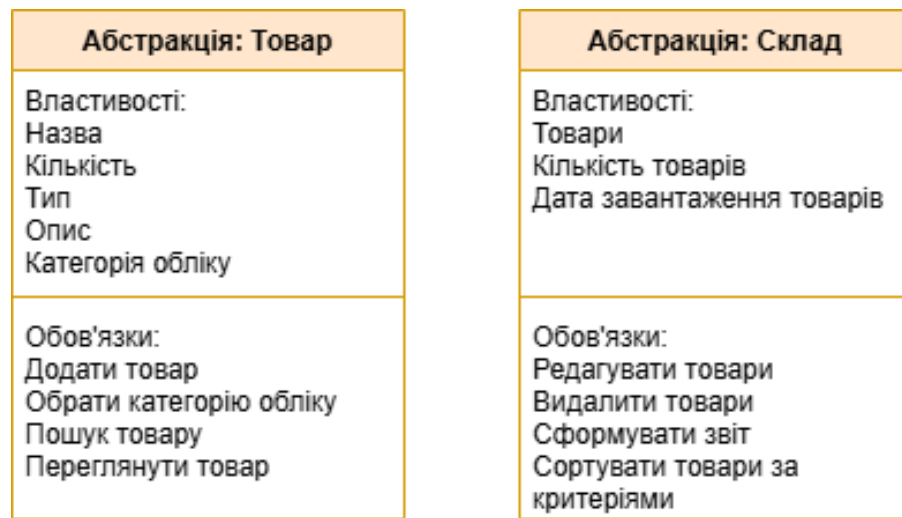 Абстракція: Товар
Властивості:
Назва
Кількість
Тип
Опис
Категорія обліку
Обов'язки:
Додати товар
Обрати категорію обліку
Пошук товару
Переглянути товар
Абстракція: Склад
Властивості:
Товари
Кількість товарів
Дата завантаження товарів
Обов'язки:
Редагувати товари
Видалити товари
Сформувати звіт
Сортувати товари за
критеріями